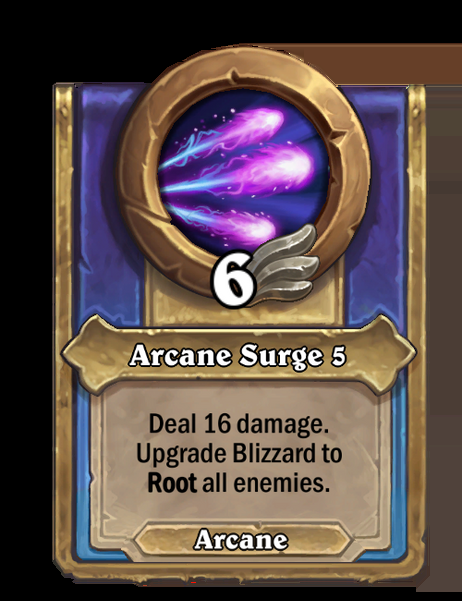 6
Arcane Surge 5
Deal 16 damage.
Upgrade Blizzard to
Root all enemies.
Arcane